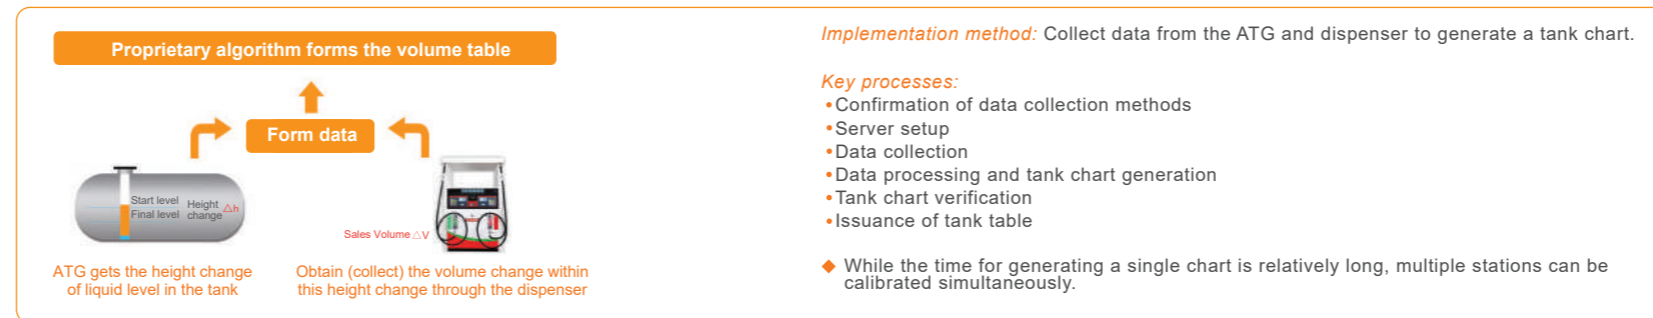 Proprietary algorithm forms the volume table
Form data
Start level
Final level
Height
change
△h
Sales Volume △V
ATG gets the height change
of liquid level in the tank
Obtain (collect) the volume change within
this height change through the dispenser
Implementation method: Collect data from the ATG and dispenser to generate a tank chart.
Key processes:
•Confirmation of data collection methods
•Server setup
•Data collection
•Data processing and tank chart generation
•Tank chart verification
•Issuance of tank table
◆ While the time for generating a single chart is relatively long, multiple stations can be
calibrated simultaneously.